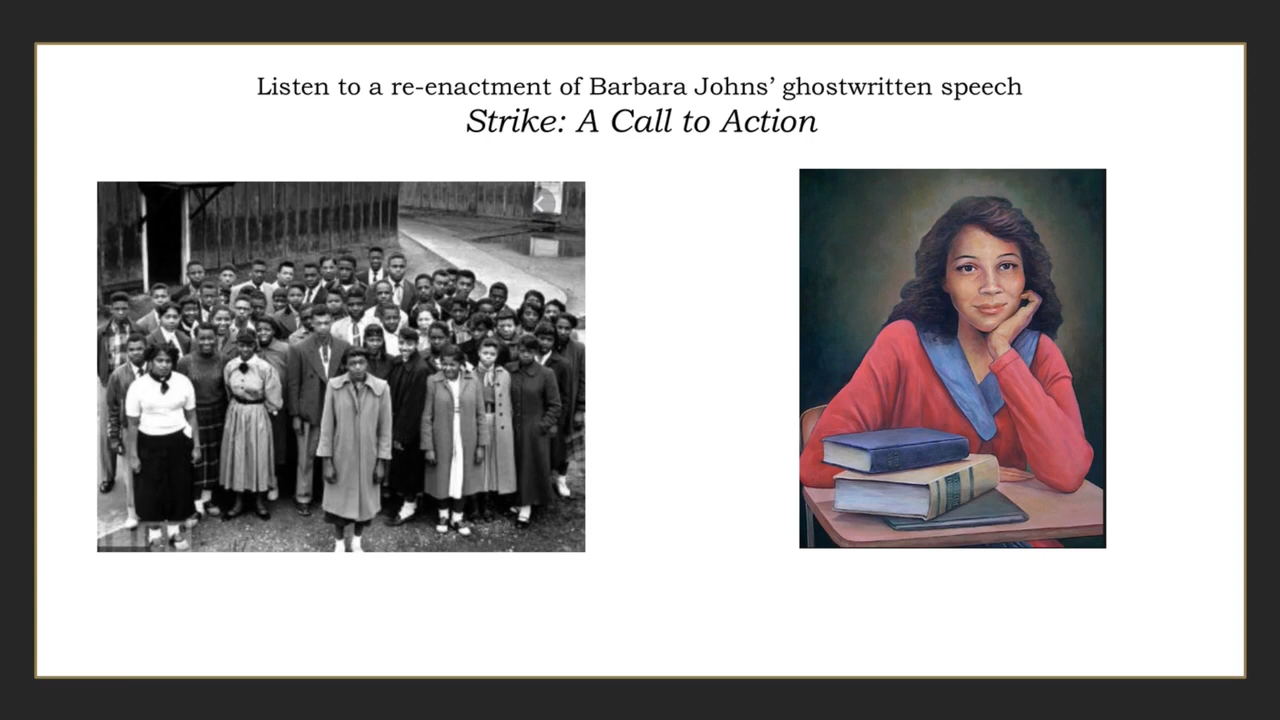 Listen to a re-enactment of Barbara Johns’ ghostwritten speech
Strike: A Call to Action